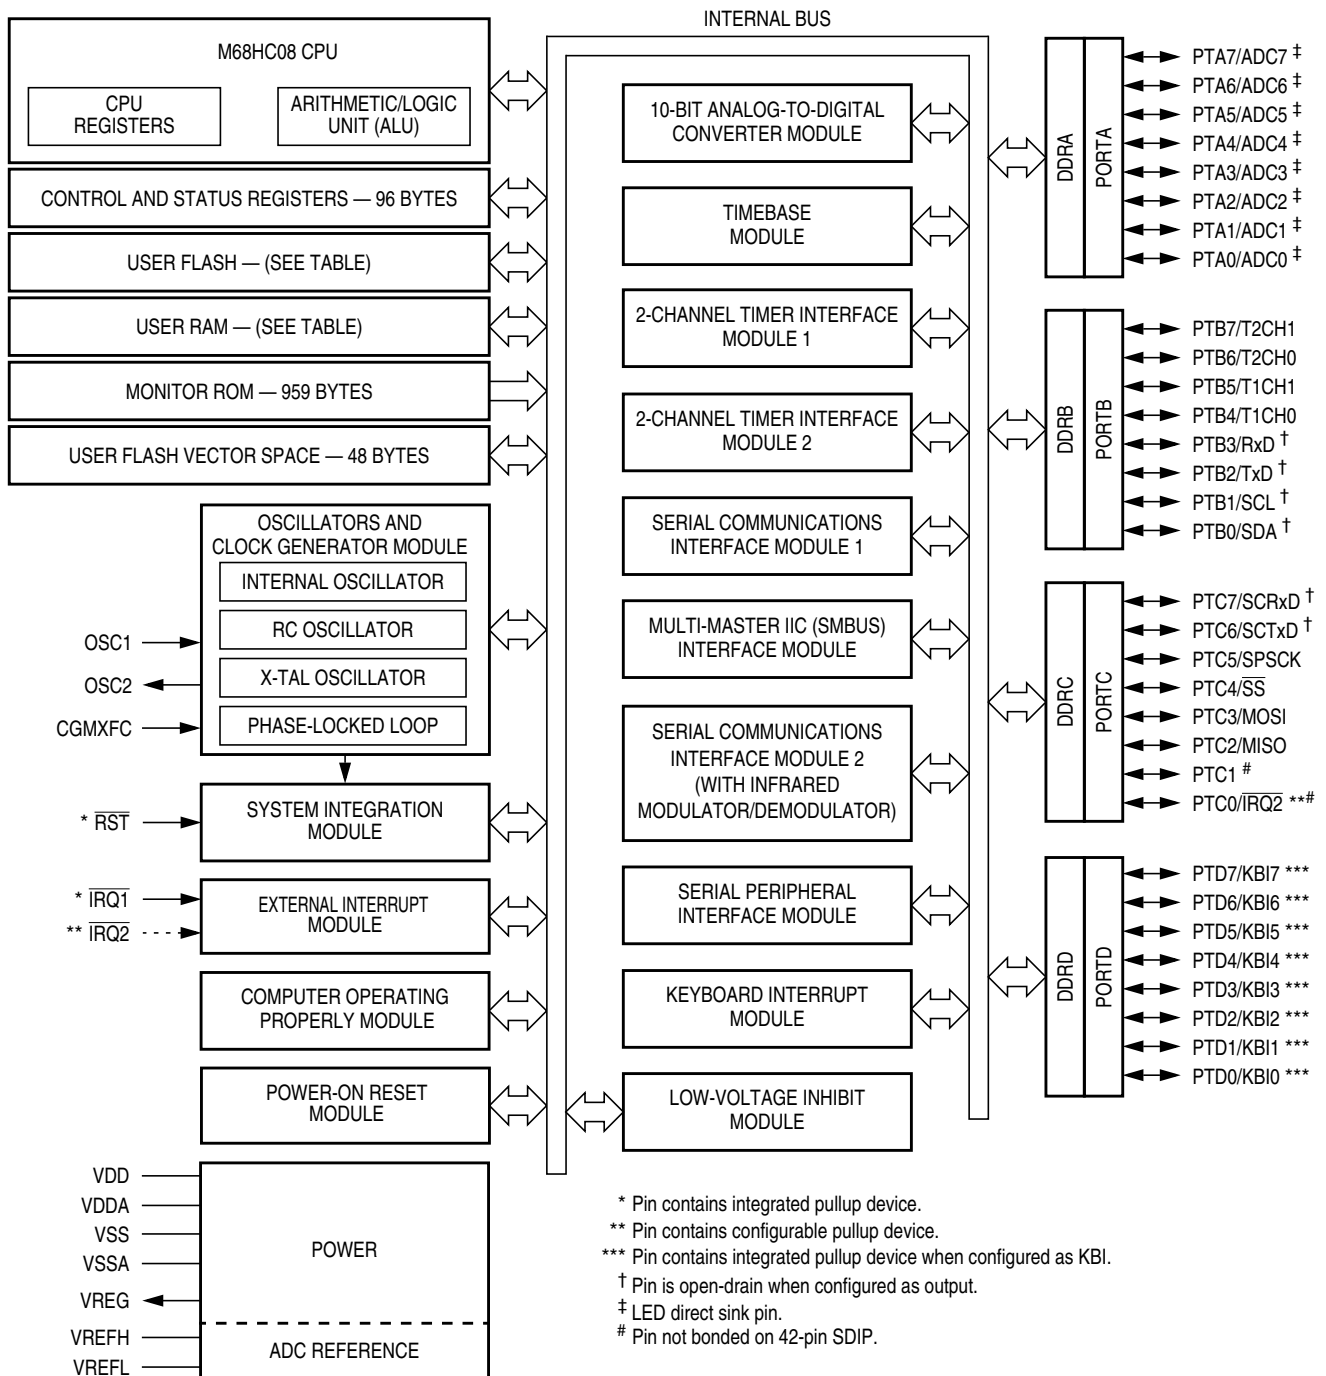 INTERNAL BUS
M68HC08 CPU
CPU
REGISTERS
ARITHMETIC/LOGIC
UNIT (ALU)
CONTROL AND STATUS REGISTERS — 96 BYTES
USER FLASH — (SEE TABLE)
USER RAM — (SEE TABLE)
MONITOR ROM — 959 BYTES
USER FLASH VECTOR SPACE — 48 BYTES
OSCILLATORS AND
CLOCK GENERATOR MODULE
INTERNAL OSCILLATOR
RC OSCILLATOR
X-TAL OSCILLATOR
PHASE-LOCKED LOOP
OSC1
OSC2
CGMXFC
SYSTEM INTEGRATION
MODULE
* R̅S̅T̅
EXTERNAL INTERRUPT
MODULE
* I̅R̅Q̅1̅
** I̅R̅Q̅2̅
COMPUTER OPERATING
PROPERLY MODULE
POWER-ON RESET
MODULE
VDD
VDDA
VSS
VSSA
VREG
VREFH
VREFL
POWER
ADC REFERENCE
10-BIT ANALOG-TO-DIGITAL
CONVERTER MODULE
TIMEBASE
MODULE
2-CHANNEL TIMER INTERFACE
MODULE 1
2-CHANNEL TIMER INTERFACE
MODULE 2
SERIAL COMMUNICATIONS
INTERFACE MODULE 1
MULTI-MASTER IIC (SMBUS)
INTERFACE MODULE
SERIAL COMMUNICATIONS
INTERFACE MODULE 2
(WITH INFRARED
MODULATOR/DEMODULATOR)
SERIAL PERIPHERAL
INTERFACE MODULE
KEYBOARD INTERRUPT
MODULE
LOW-VOLTAGE INHIBIT
MODULE
DDRA
PORTA
PTA7/ADC7 ‡
PTA6/ADC6 ‡
PTA5/ADC5 ‡
PTA4/ADC4 ‡
PTA3/ADC3 ‡
PTA2/ADC2 ‡
PTA1/ADC1 ‡
PTA0/ADC0 ‡
DDRB
PORTB
PTB7/T2CH1
PTB6/T2CH0
PTB5/T1CH1
PTB4/T1CH0
PTB3/RxD †
PTB2/TxD †
PTB1/SCL †
PTB0/SDA †
DDRC
PORTC
PTC7/SCRxD †
PTC6/SCTxD †
PTC5/SPSCK
PTC4/S̅S̅
PTC3/MOSI
PTC2/MISO
PTC1 #
PTC0/I̅R̅Q̅2̅ **#
DDRD
PORTD
PTD7/KBI7 ***
PTD6/KBI6 ***
PTD5/KBI5 ***
PTD4/KBI4 ***
PTD3/KBI3 ***
PTD2/KBI2 ***
PTD1/KBI1 ***
PTD0/KBI0 ***
* Pin contains integrated pullup device.
** Pin contains configurable pullup device.
*** Pin contains integrated pullup device when configured as KBI.
† Pin is open-drain when configured as output.
‡ LED direct sink pin.
# Pin not bonded on 42-pin SDIP.